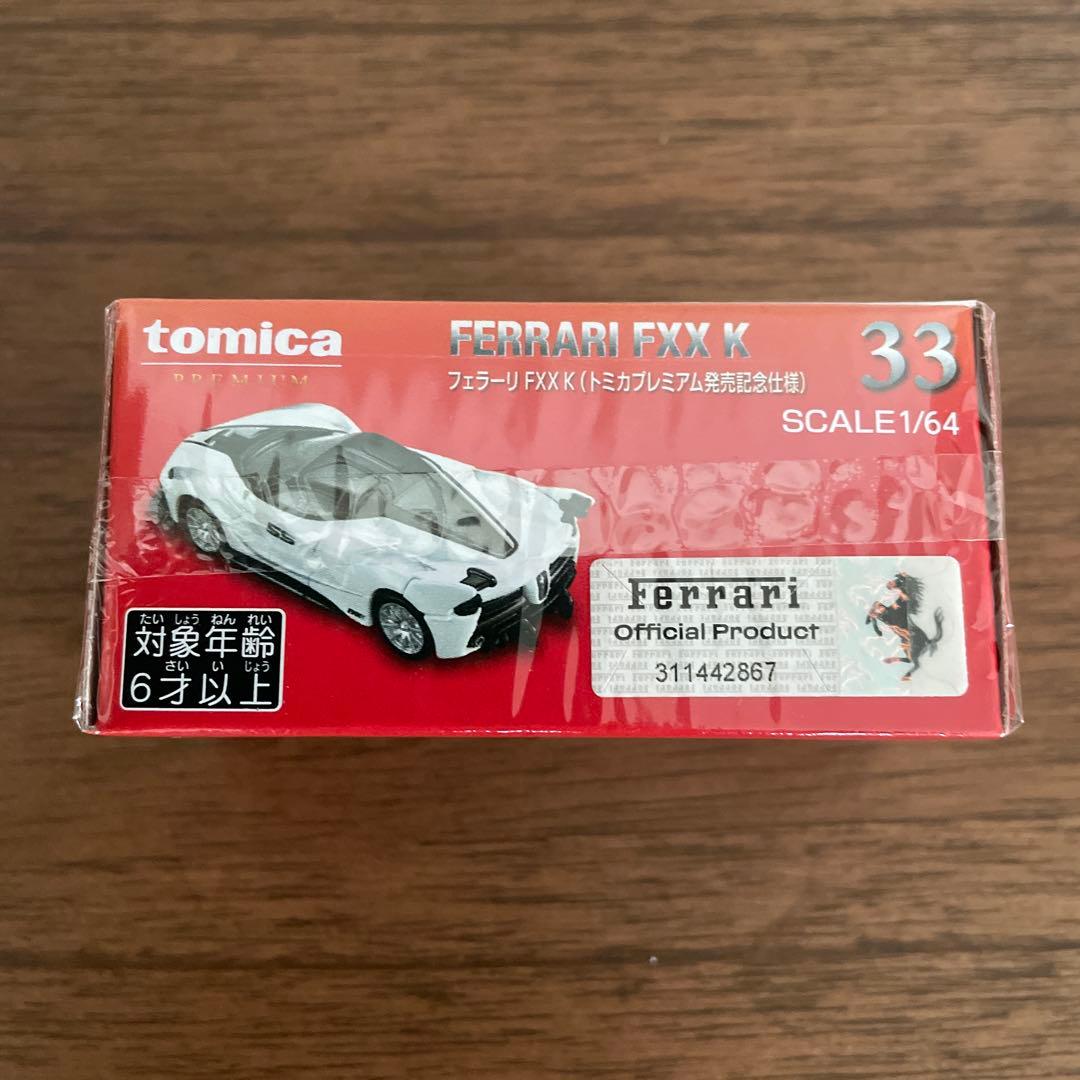 tomica
PREMIUM
FERRARI FXX K
フェラーリ FXX K（トミカプレミアム発売記念仕様）
33
SCALE1/64
たい しょう ねん れい
対象年齢
さい い じょう
6才以上
Ferrari
Official Product
311442867